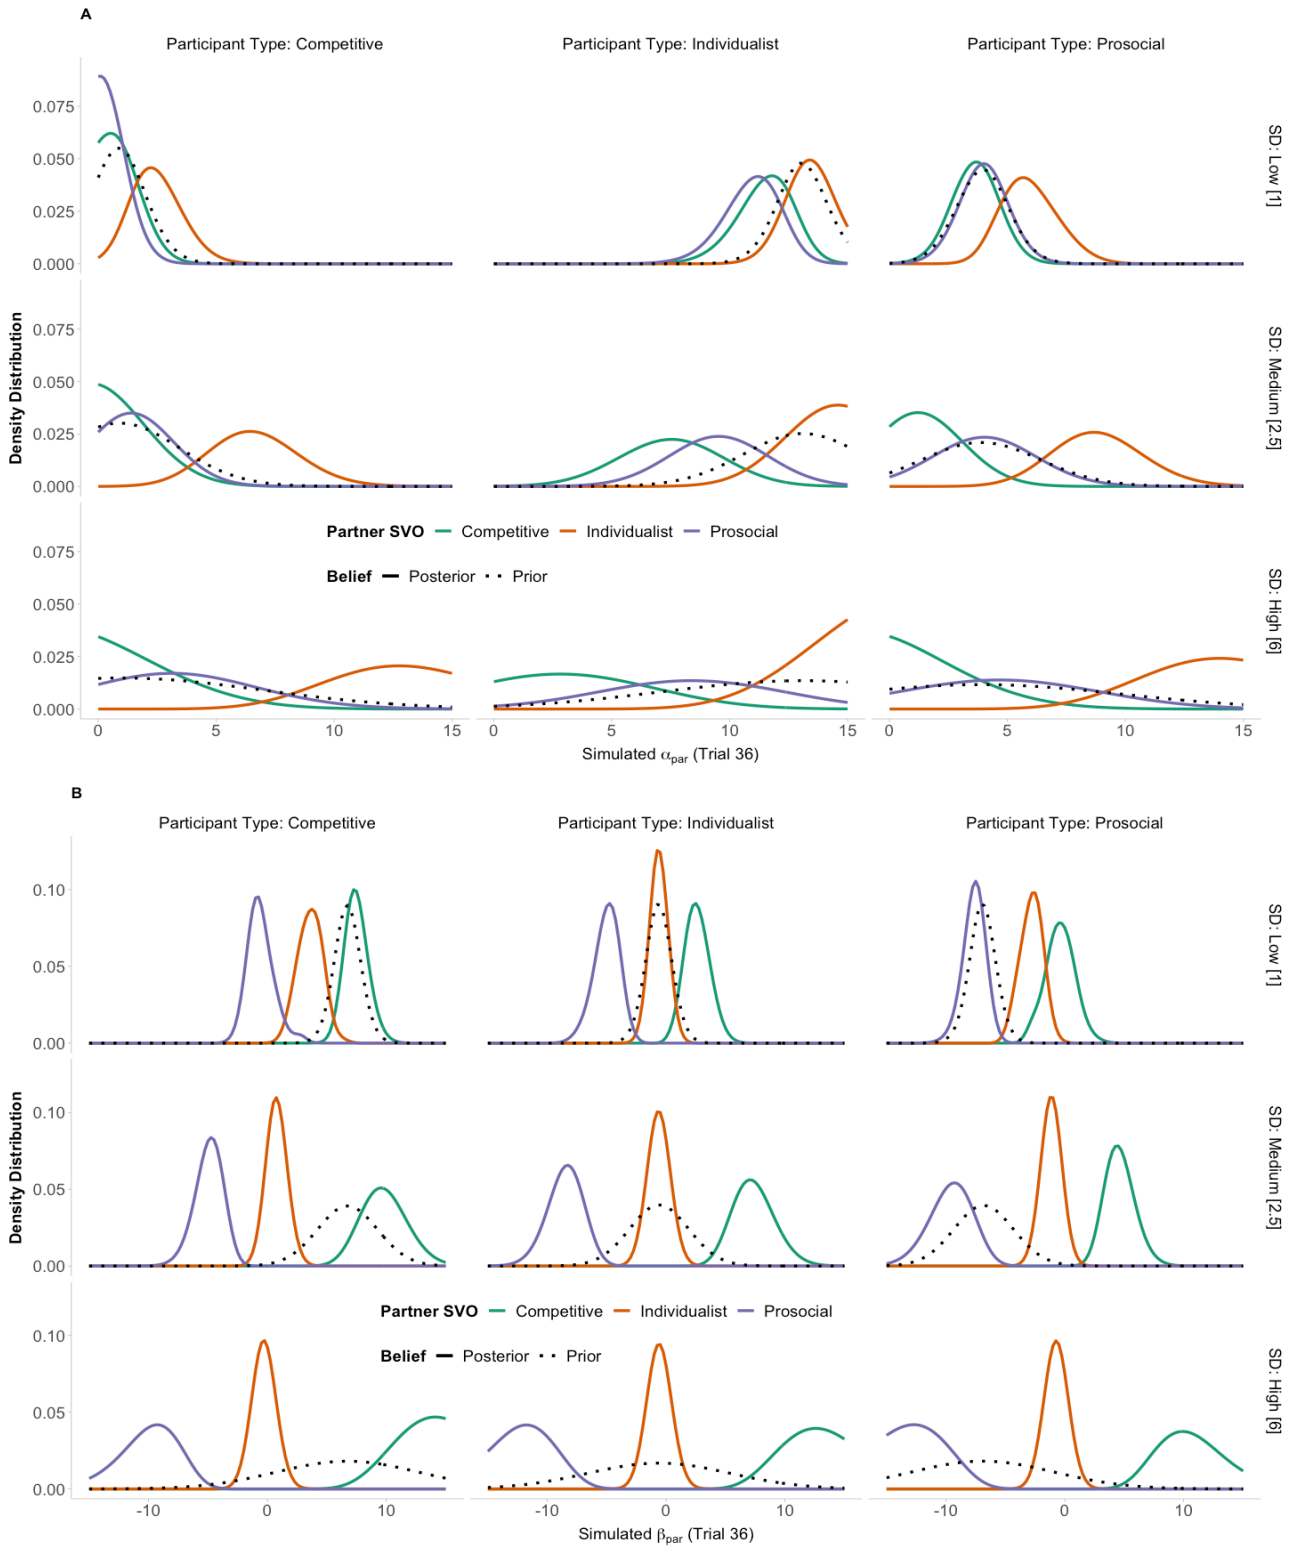 A
Participant Type: Competitive Participant Type: Individualist Participant Type: Prosocial
0.075
0.050
0.025
0.000
SD: Low [1]
Density Distribution
0.075
0.050
0.025
0.000
SD: Medium [2.5]
Partner SVO Competitive Individualist Prosocial
Belief Posterior Prior
0.075
0.050
0.025
0.000
SD: High [6]
0 5 10 15 0 5 10 15 0 5 10 15
Simulated αpar (Trial 36)
B
Participant Type: Competitive Participant Type: Individualist Participant Type: Prosocial
0.10
0.05
0.00
SD: Low [1]
Density Distribution
0.10
0.05
0.00
SD: Medium [2.5]
Partner SVO Competitive Individualist Prosocial
Belief Posterior Prior
0.10
0.05
0.00
SD: High [6]
-10 0 10 -10 0 10 -10 0 10
Simulated βpar (Trial 36)